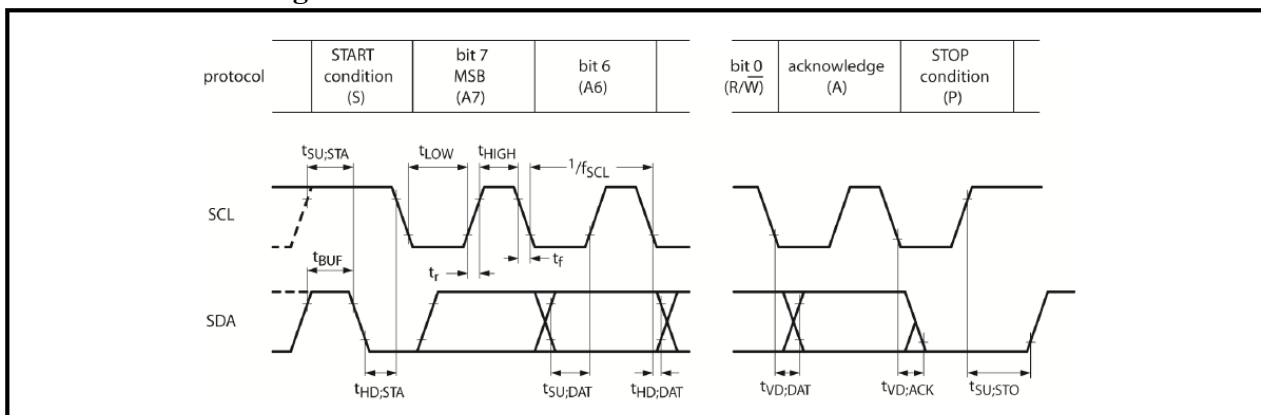 protocol
START
condition
(S)
bit 7
MSB
(A7)
bit 6
(A6)
bit 0
(R/W̅)
acknowledge
(A)
STOP
condition
(P)
tSU;STA
tLOW
tHIGH
1/fSCL
SCL
tBUF
tr
tf
SDA
tHD;STA
tSU;DAT
tHD;DAT
tVD;DAT
tVD;ACK
tSU;STO